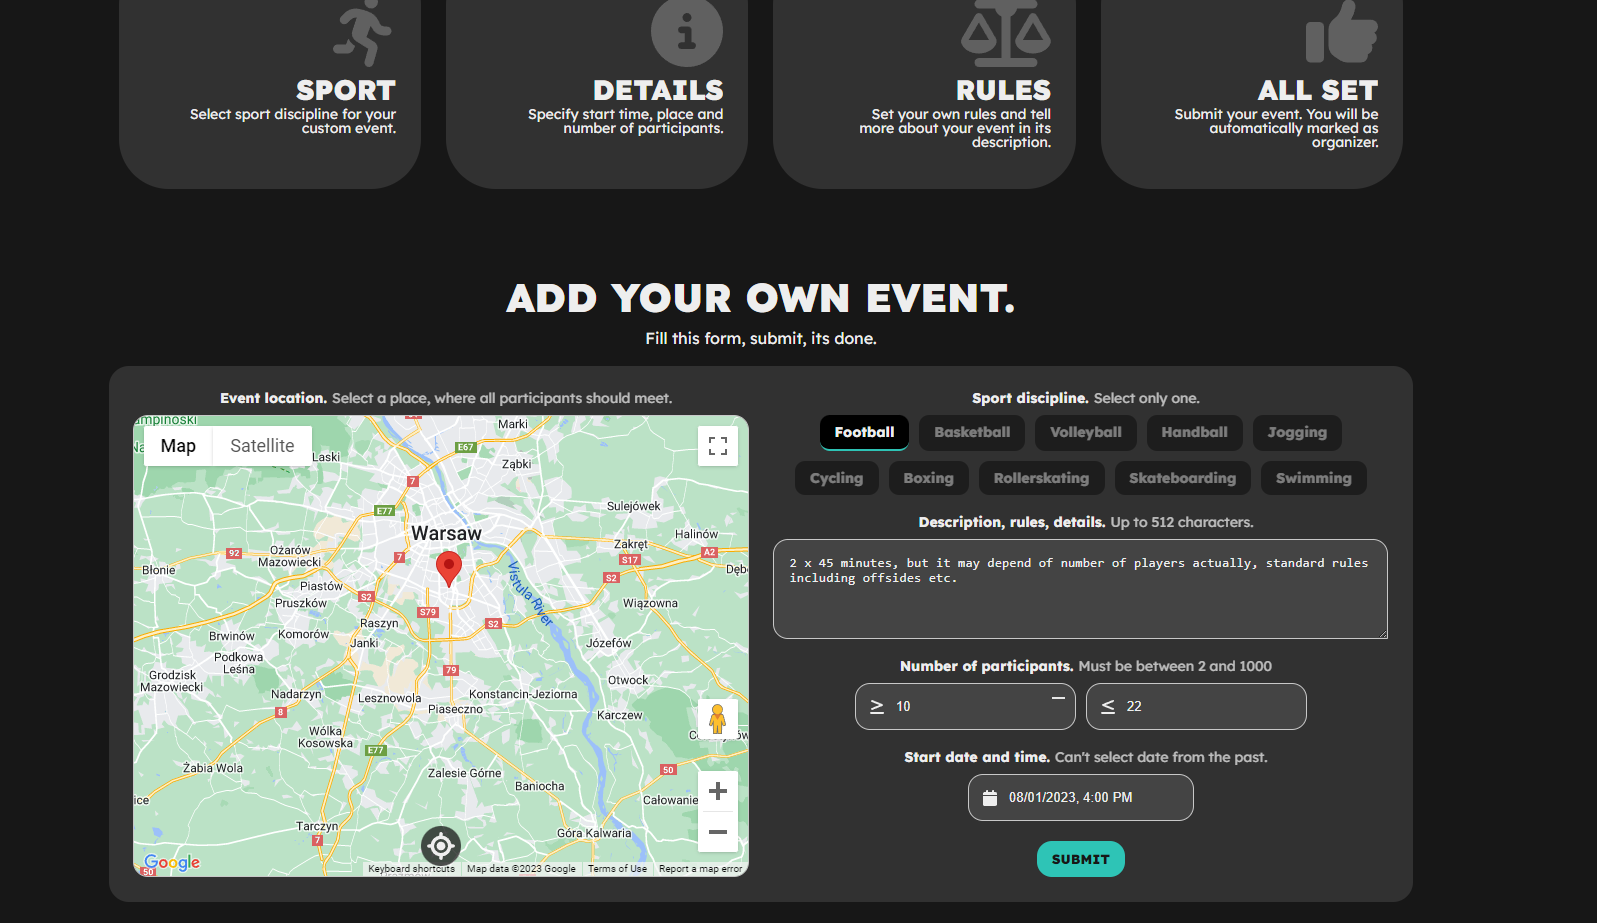 SPORT
Select sport discipline for your
custom event.
DETAILS
Specify start time, place and
number of participants.
RULES
Set your own rules and tell
more about your event in its
description.
ALL SET
Submit your event. You will be
automatically marked as
organizer.
ADD YOUR OWN EVENT.
Fill this form, submit, its done.
Event location. Select a place, where all participants should meet.
Map
Satellite
Marki
E67
Laski
Ząbki
7
Sulejówek
E77
Warsaw
Halinów
Zakręt
92
Ożarów
Mazowiecki
7
S17
A2
Błonie
S2
Piastów
S2
Pruszków
Wiązowna
S79
Raszyn
S2
Vistula River
Brwinów
Komorów
Janki
Józefów
Podkowa
Leśna
79
Grodzisk
Mazowiecki
Otwock
Nadarzyn
Lesznowola
Konstancin-Jeziorna
8
Piaseczno
Karczew
Wólka
Kosowska
E77
Żabia Wola
Zalesie Górne
50
Baniocha
Całowanie
Tarczyn
7
Góra Kalwaria
Google
50
Keyboard shortcuts
Map data ©2023 Google
Terms of Use
Report a map error
Sport discipline. Select only one.
Football
Basketball
Volleyball
Handball
Jogging
Cycling
Boxing
Rollerskating
Skateboarding
Swimming
Description, rules, details. Up to 512 characters.
2 x 45 minutes, but it may depend of number of players actually, standard rules
including offsides etc.
Number of participants. Must be between 2 and 1000
≥ 10
≤ 22
Start date and time. Can't select date from the past.
08/01/2023, 4:00 PM
SUBMIT